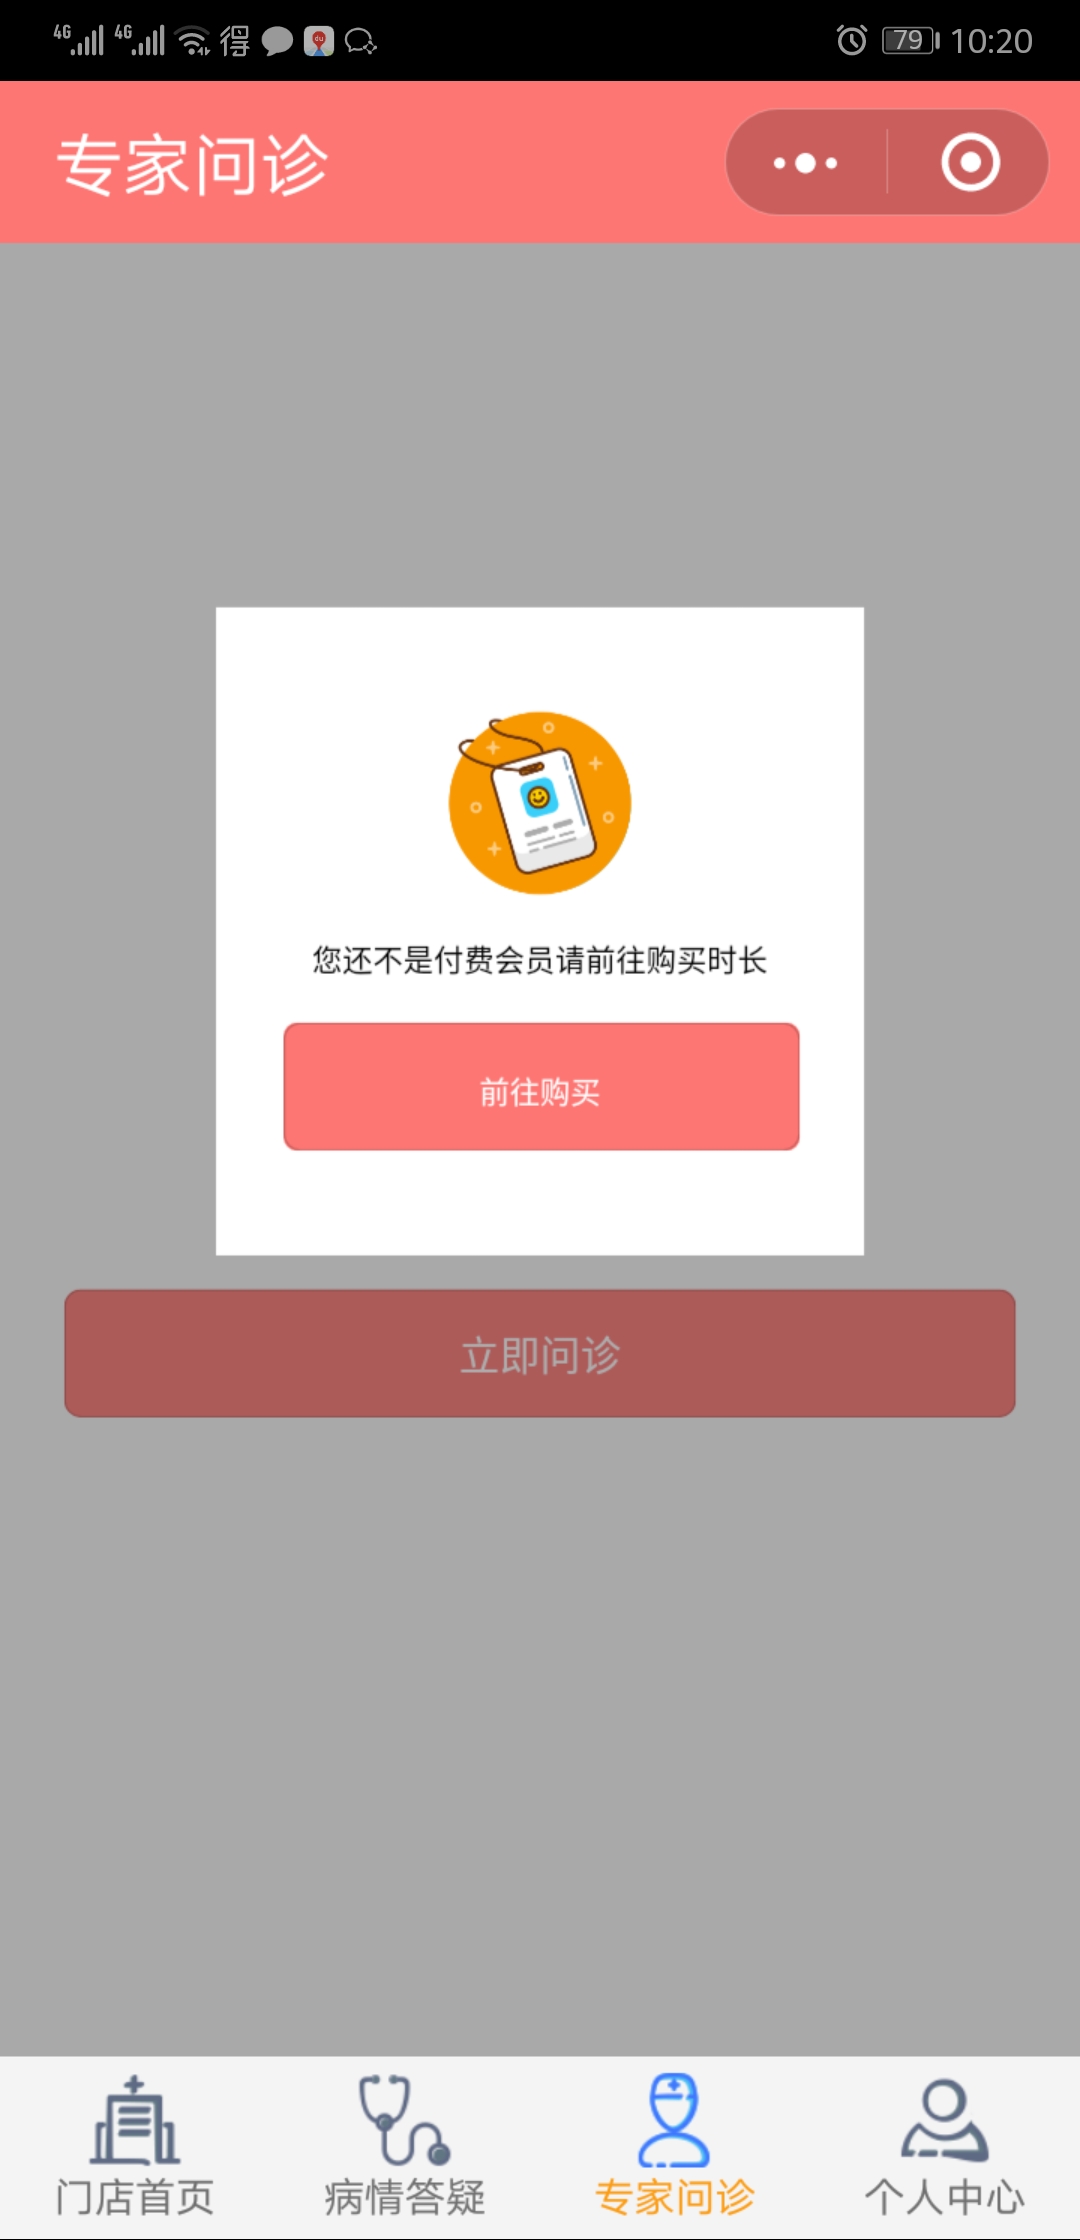 4G 4G 得 du 79 10:20
专家问诊
您还不是付费会员请前往购买时长
前往购买
立即问诊
门店首页 病情答疑 专家问诊 个人中心